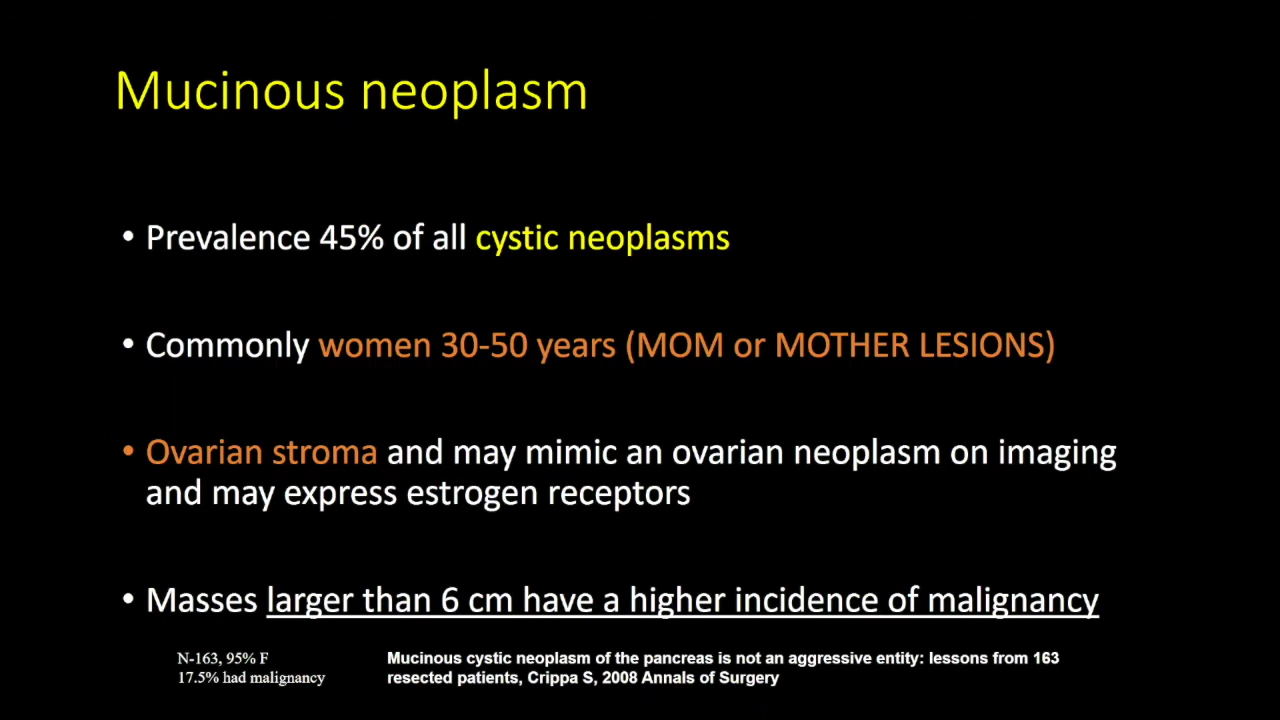 Mucinous neoplasm
• Prevalence 45% of all cystic neoplasms
• Commonly women 30-50 years (MOM or MOTHER LESIONS)
• Ovarian stroma and may mimic an ovarian neoplasm on imaging
and may express estrogen receptors
• Masses larger than 6 cm have a higher incidence of malignancy
N-163, 95% F
17.5% had malignancy
Mucinous cystic neoplasm of the pancreas is not an aggressive entity: lessons from 163
resected patients, Crippa S, 2008 Annals of Surgery